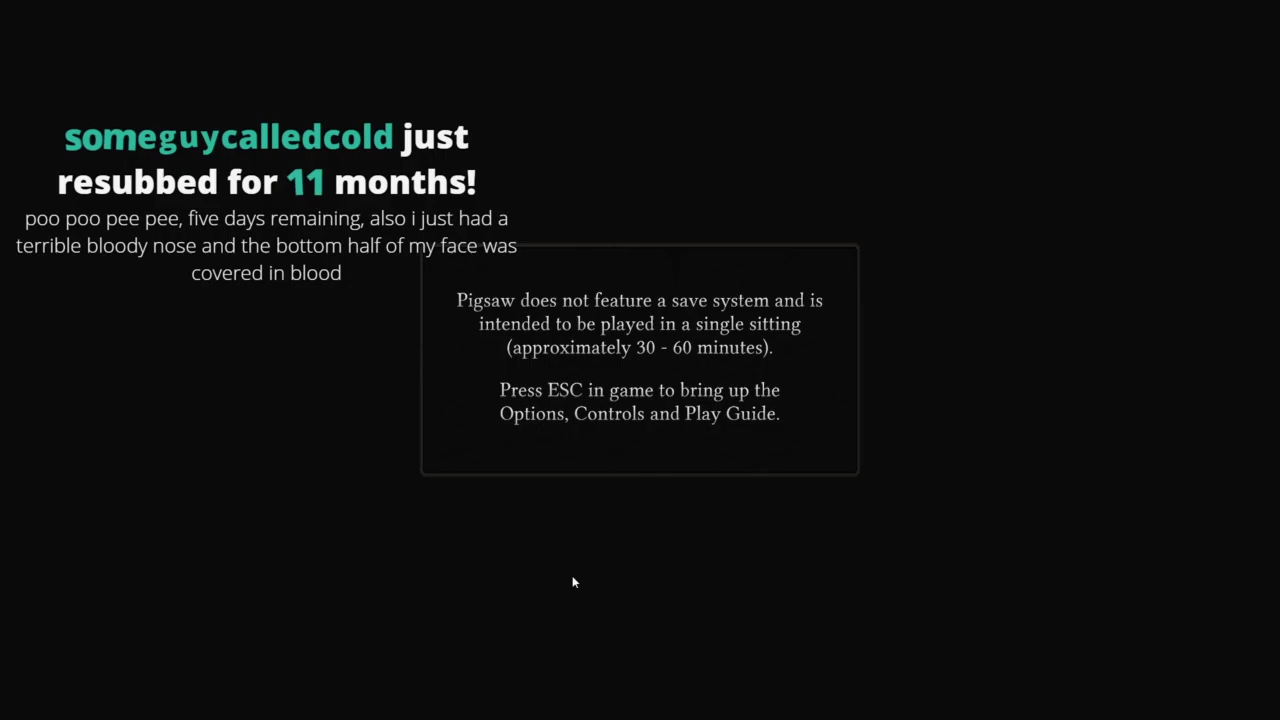 someguycalledcold just
resubbed for 11 months!
poo poo pee pee, five days remaining, also i just had a
terrible bloody nose and the bottom half of my face was
covered in blood
Pigsaw does not feature a save system and is
intended to be played in a single sitting
(approximately 30 - 60 minutes).
Press ESC in game to bring up the
Options, Controls and Play Guide.